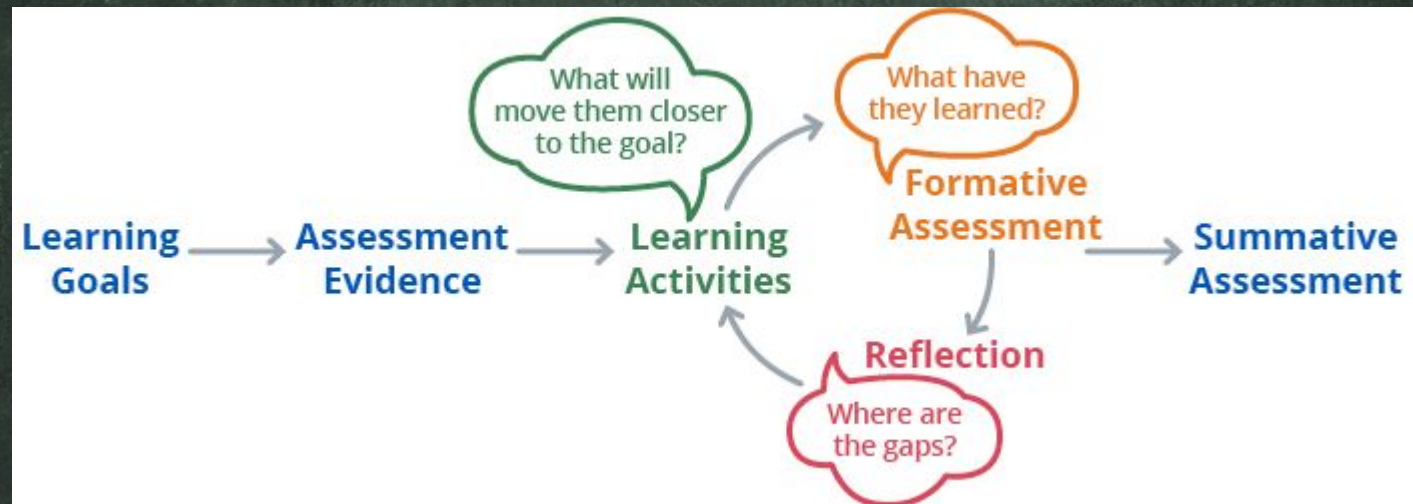 What will
move them closer
to the goal?
What have
they learned?
Learning
Goals
Assessment
Evidence
Learning
Activities
Formative
Assessment
Summative
Assessment
Reflection
Where are
the gaps?